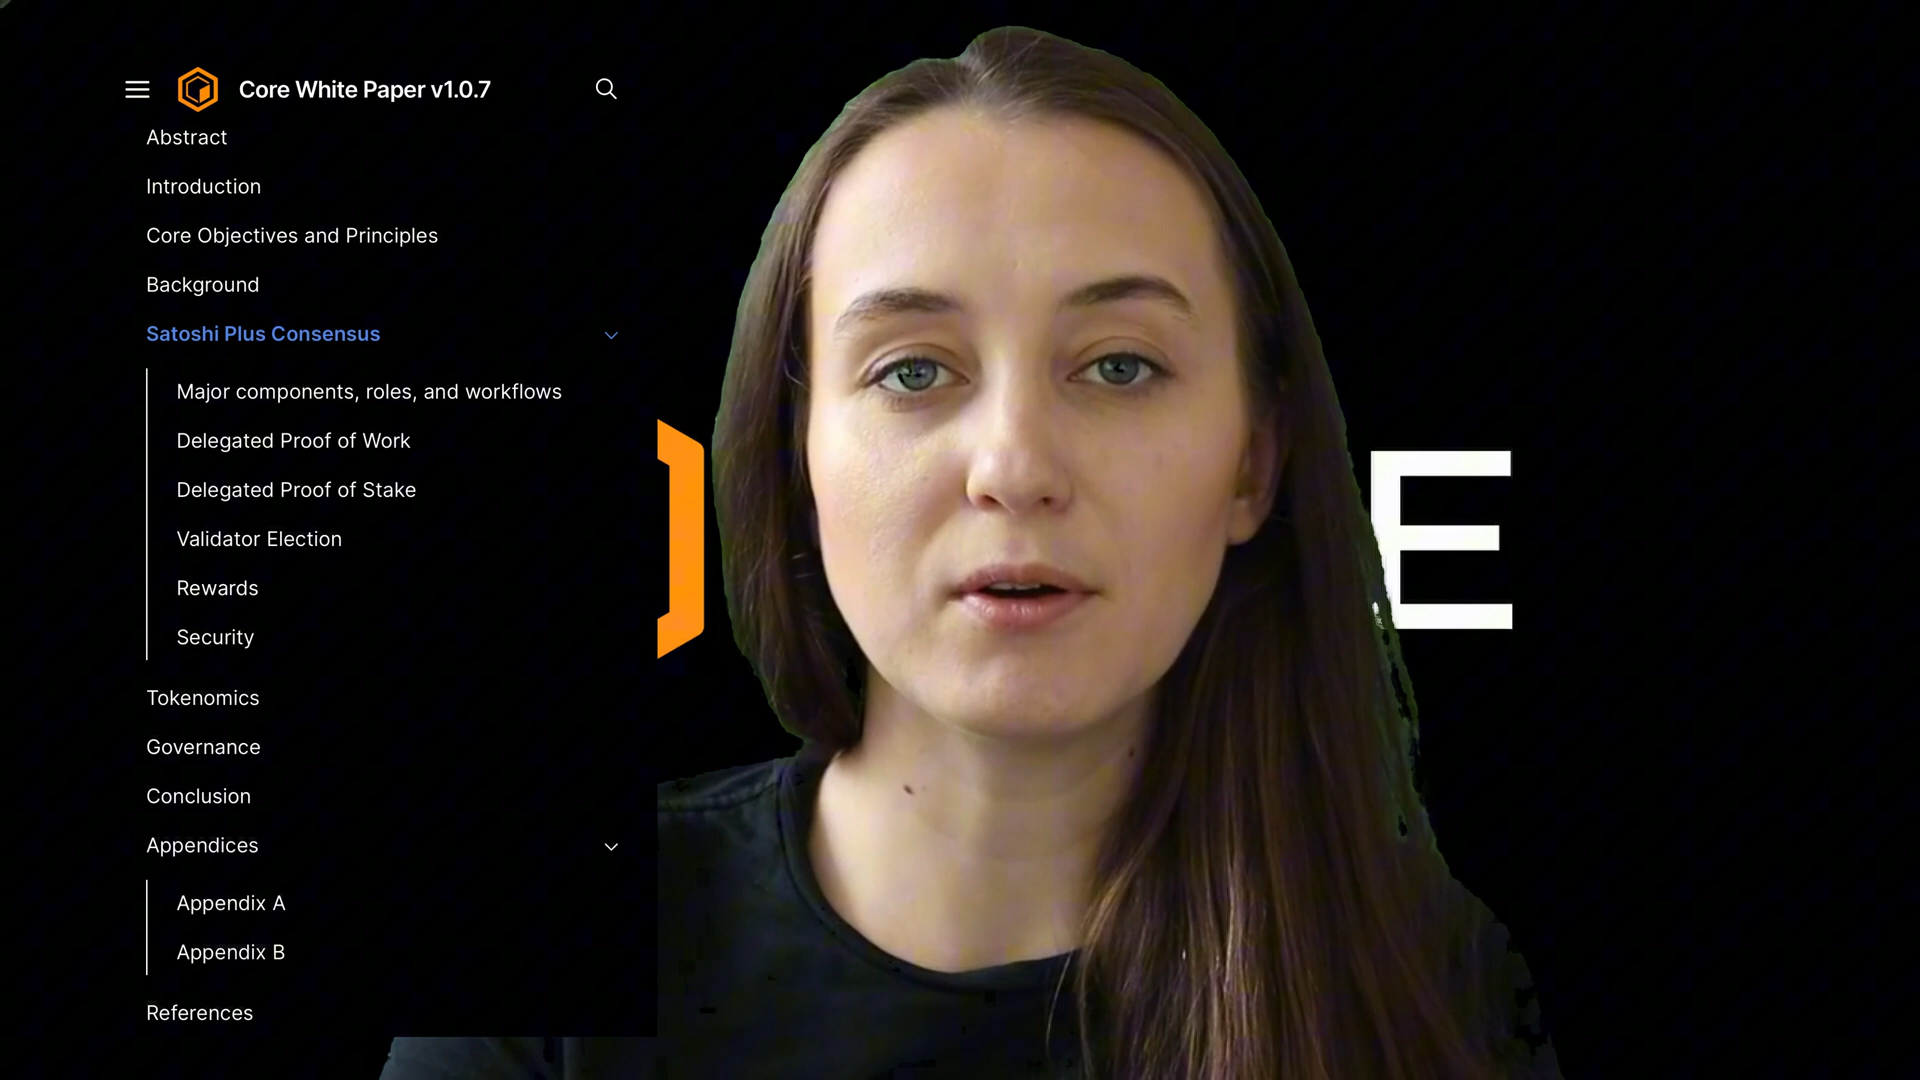 Core White Paper v1.0.7
Abstract
Introduction
Core Objectives and Principles
Background
Satoshi Plus Consensus
Major components, roles, and workflows
Delegated Proof of Work
Delegated Proof of Stake
Validator Election
Rewards
Security
Tokenomics
Governance
Conclusion
Appendices
Appendix A
Appendix B
References
E